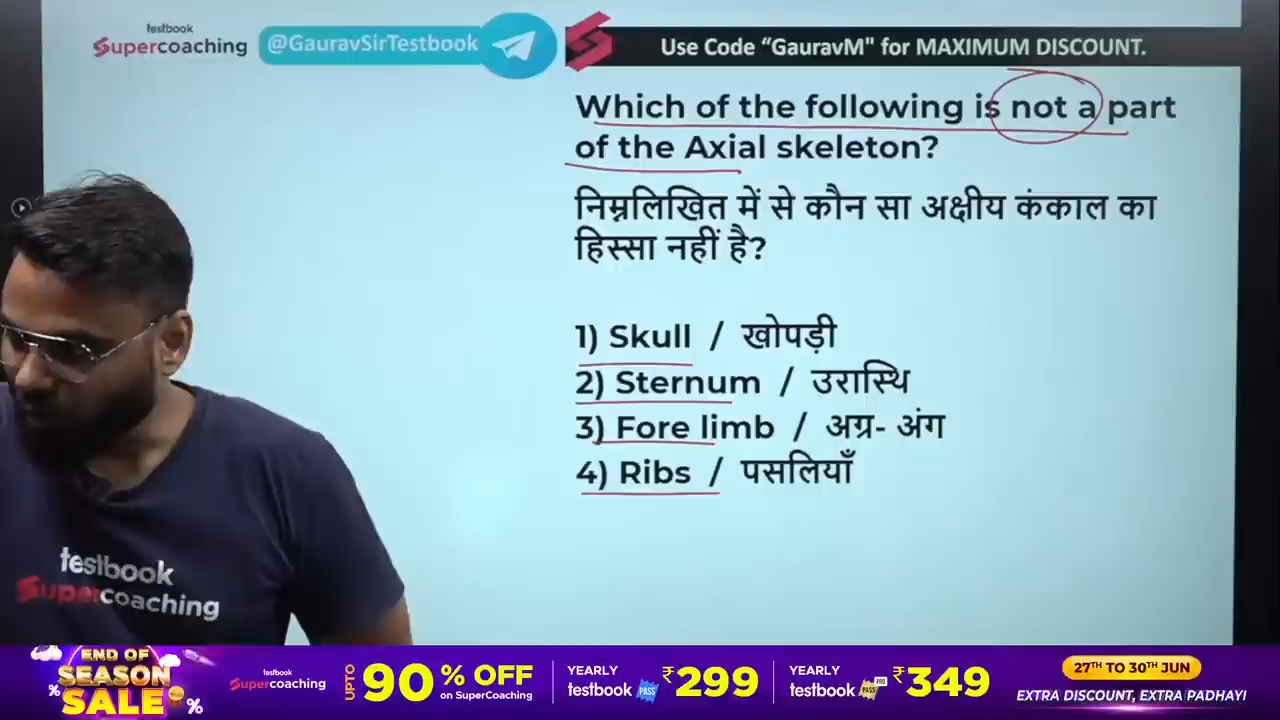 testbook
Supercoaching
@GauravSirTestbook
Use Code “GauravM" for MAXIMUM DISCOUNT.
Which of the following is not a part
of the Axial skeleton?
निम्नलिखित में से कौन सा अक्षीय कंकाल का
हिस्सा नहीं है?
1) Skull / खोपड़ी
2) Sternum / उरास्थि
3) Fore limb / अग्र- अंग
4) Ribs / पसलियाँ
testbook
Supercoaching
END OF
SEASON
SALE
testbook
Supercoaching
UPTO 90% OFF
on SuperCoaching
YEARLY
testbook PASS ₹299
YEARLY
testbook PASS PRO ₹349
27TH TO 30TH JUN
EXTRA DISCOUNT, EXTRA PADHAYI